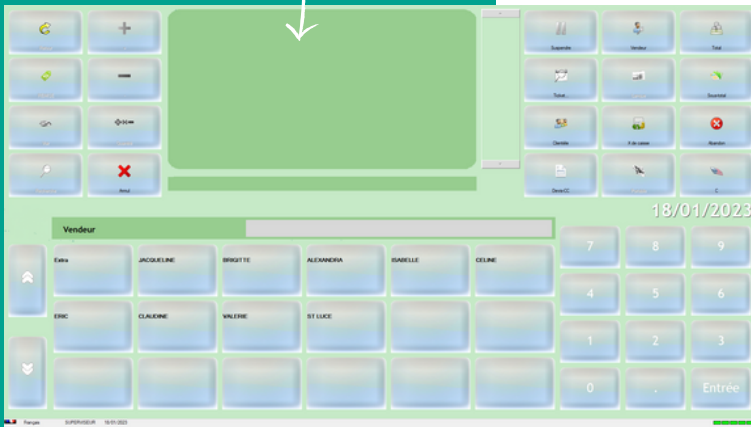 Suspendre Vendeur Total
Ticket... Sous-total
Clientèle X de caisse Abandon
Annul Devis/CC C
18/01/2023
Vendeur
7 8 9
Extra JACQUELINE BRIGITTE ALEXANDRA ISABELLE CELINE
4 5 6
ERIC CLAUDINE VALERIE ST LUCE
1 2 3
0 . Entrée
Français SUPERVISEUR 18/01/2023